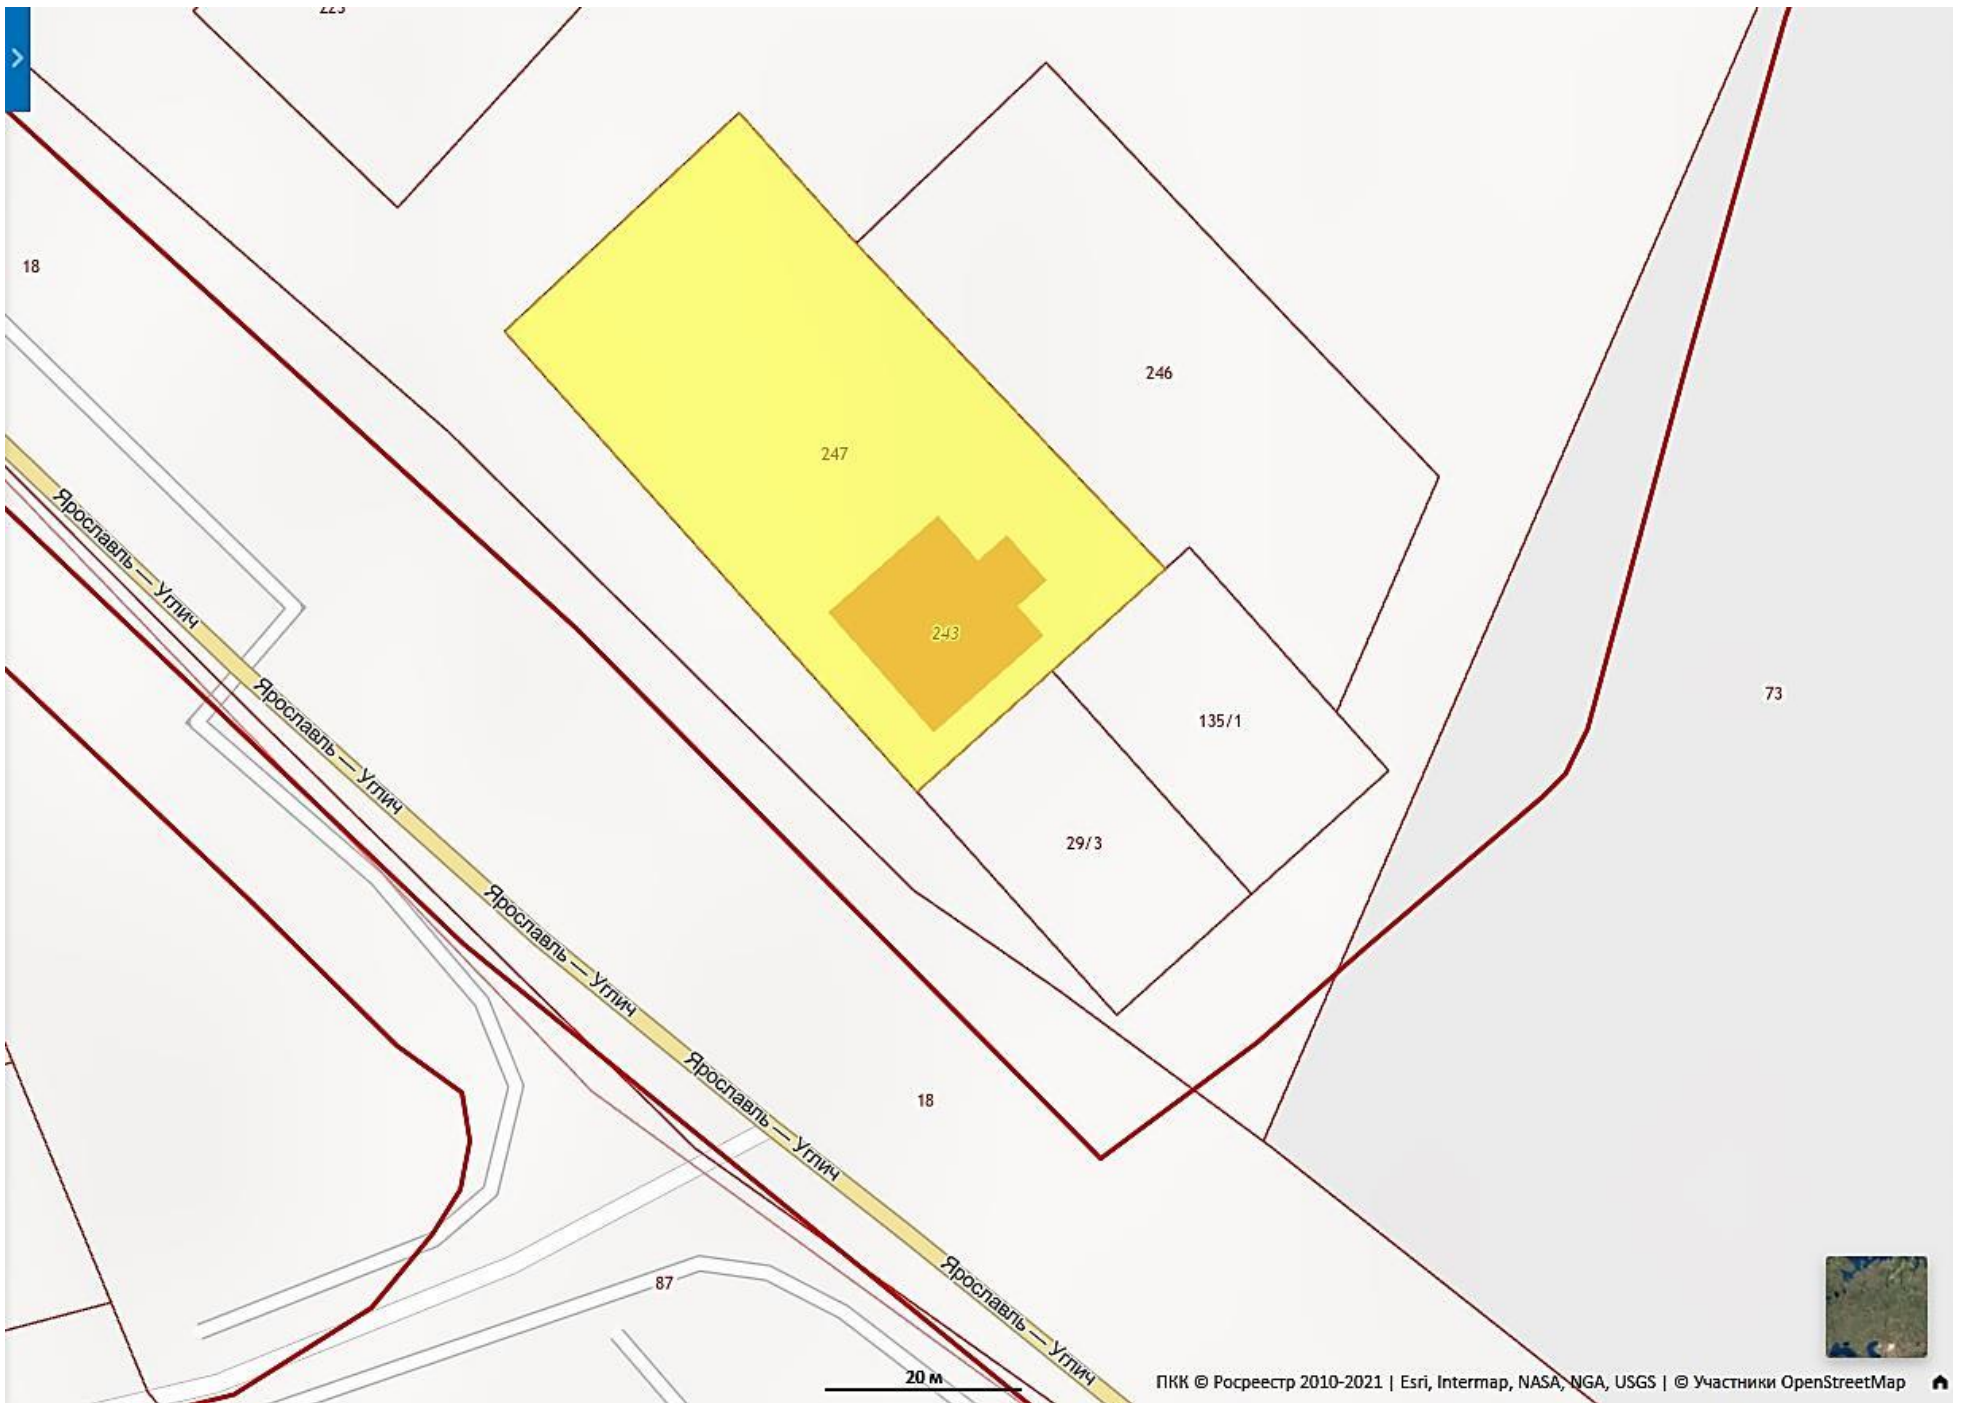 223
18
246
247
Ярославль — Углич
243
73
135/1
Ярославль — Углич
29/3
Ярославль — Углич
18
Ярославль — Углич
87
Ярославль — Углич
20 м
ПКК © Росреестр 2010-2021 | Esri, Intermap, NASA, NGA, USGS | © Участники OpenStreetMap